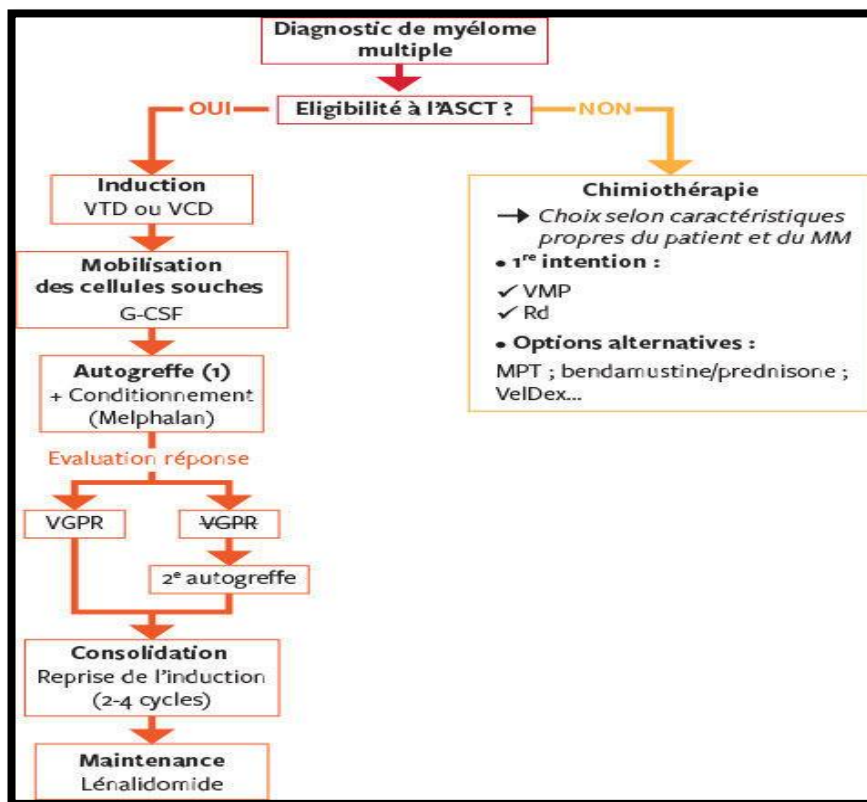 Diagnostic de myélome
multiple
Eligibilité à l'ASCT ?
OUI
NON
Induction
VTD ou VCD
Mobilisation
des cellules souches
G-CSF
Autogreffe (1)
+ Conditionnement
(Melphalan)
Evaluation réponse
VGPR
VGPR
2e autogreffe
Consolidation
Reprise de l'induction
(2-4 cycles)
Maintenance
Lénalidomide
Chimiothérapie
→ Choix selon caractéristiques
propres du patient et du MM
• 1re intention :
✓ VMP
✓ Rd
• Options alternatives :
MPT ; bendamustine/prednisone ;
VelDex...